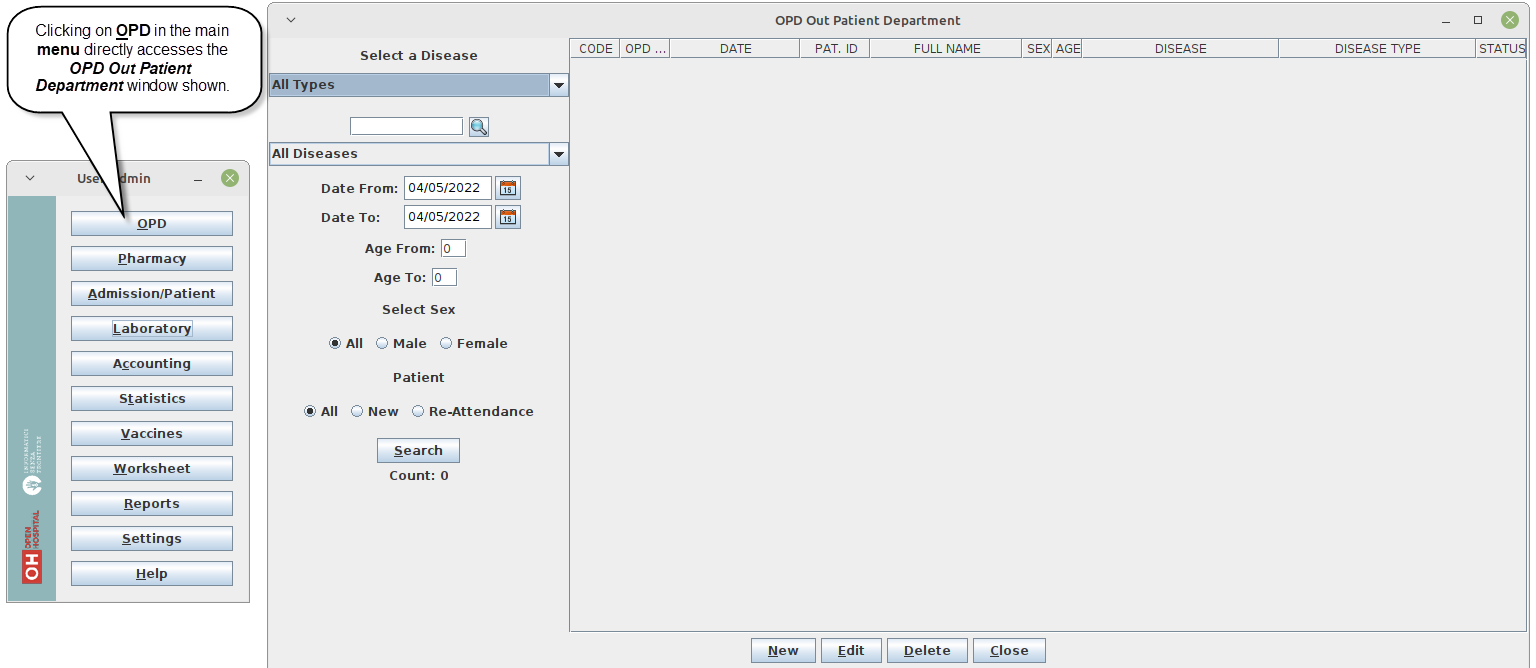 Clicking on OPD in the main
menu directly accesses the
OPD Out Patient
Department window shown.
User
dmin
OPD
Pharmacy
Admission/Patient
Laboratory
Accounting
Statistics
Vaccines
Worksheet
Reports
Settings
Help
INFORMATICI
SENZA
FRONTIERE
OH OPEN
HOSPITAL
OPD Out Patient Department
Select a Disease
All Types
All Diseases
Date From: 04/05/2022 15
Date To: 04/05/2022 15
Age From: 0
Age To: 0
Select Sex
All Male Female
Patient
All New Re-Attendance
Search
Count: 0
CODE OPD ... DATE PAT. ID FULL NAME SEX AGE DISEASE DISEASE TYPE STATUS
New Edit Delete Close